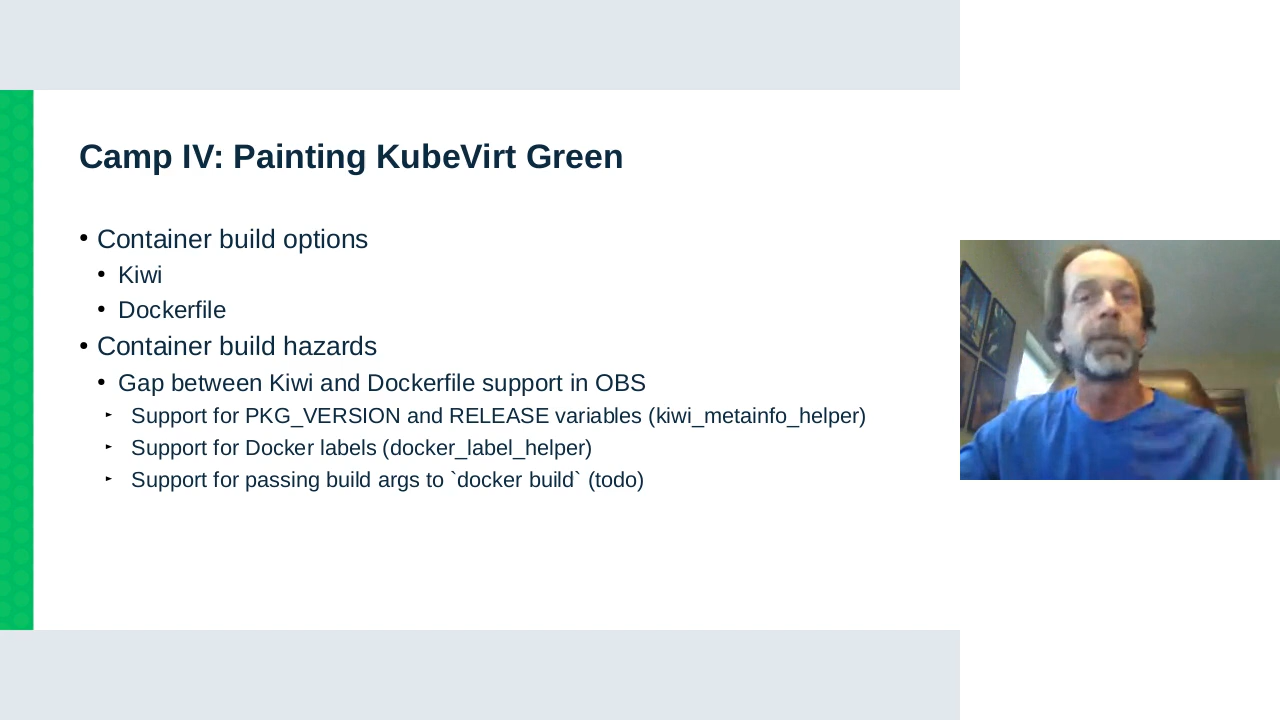 Camp IV: Painting KubeVirt Green
• Container build options
• Kiwi
• Dockerfile
• Container build hazards
• Gap between Kiwi and Dockerfile support in OBS
► Support for PKG_VERSION and RELEASE variables (kiwi_metainfo_helper)
► Support for Docker labels (docker_label_helper)
► Support for passing build args to `docker build` (todo)